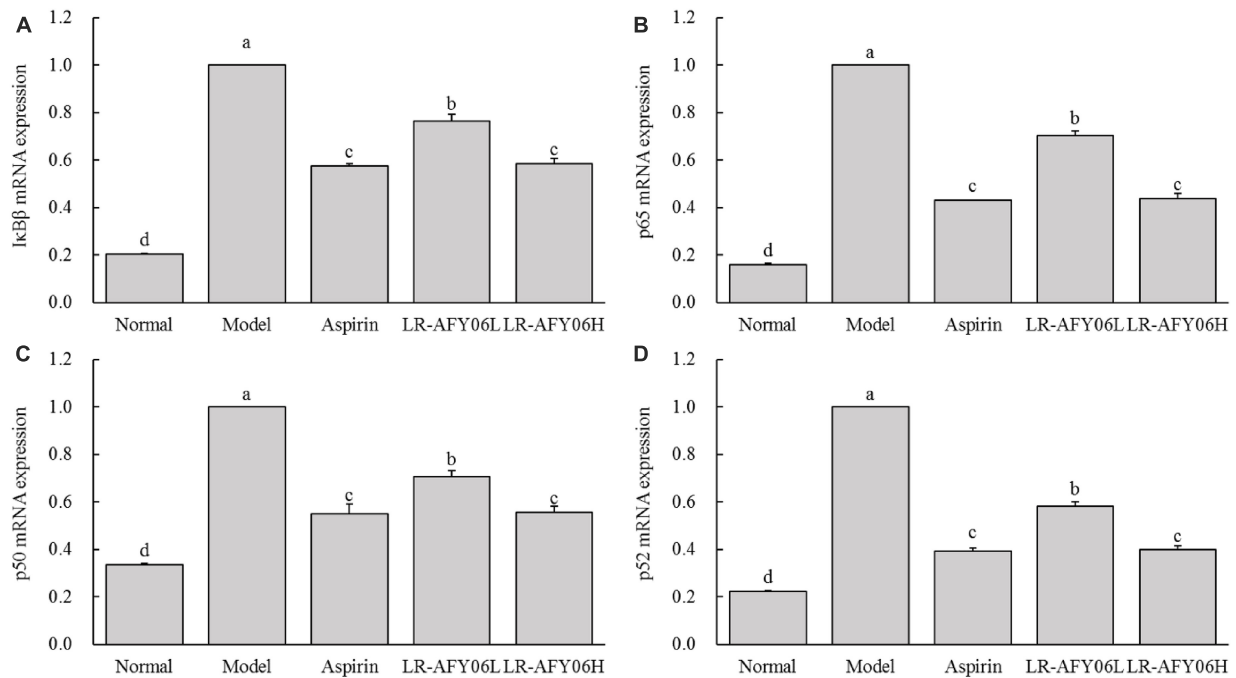 A
IκBβ mRNA expression
1.2
1.0
0.8
0.6
0.4
0.2
0.0
d
a
c
b
c
Normal Model Aspirin LR-AFY06L LR-AFY06H
B
p65 mRNA expression
1.2
1.0
0.8
0.6
0.4
0.2
0.0
d
a
c
b
c
Normal Model Aspirin LR-AFY06L LR-AFY06H
C
p50 mRNA expression
1.2
1.0
0.8
0.6
0.4
0.2
0.0
d
a
c
b
c
Normal Model Aspirin LR-AFY06L LR-AFY06H
D
p52 mRNA expression
1.2
1.0
0.8
0.6
0.4
0.2
0.0
d
a
c
b
c
Normal Model Aspirin LR-AFY06L LR-AFY06H